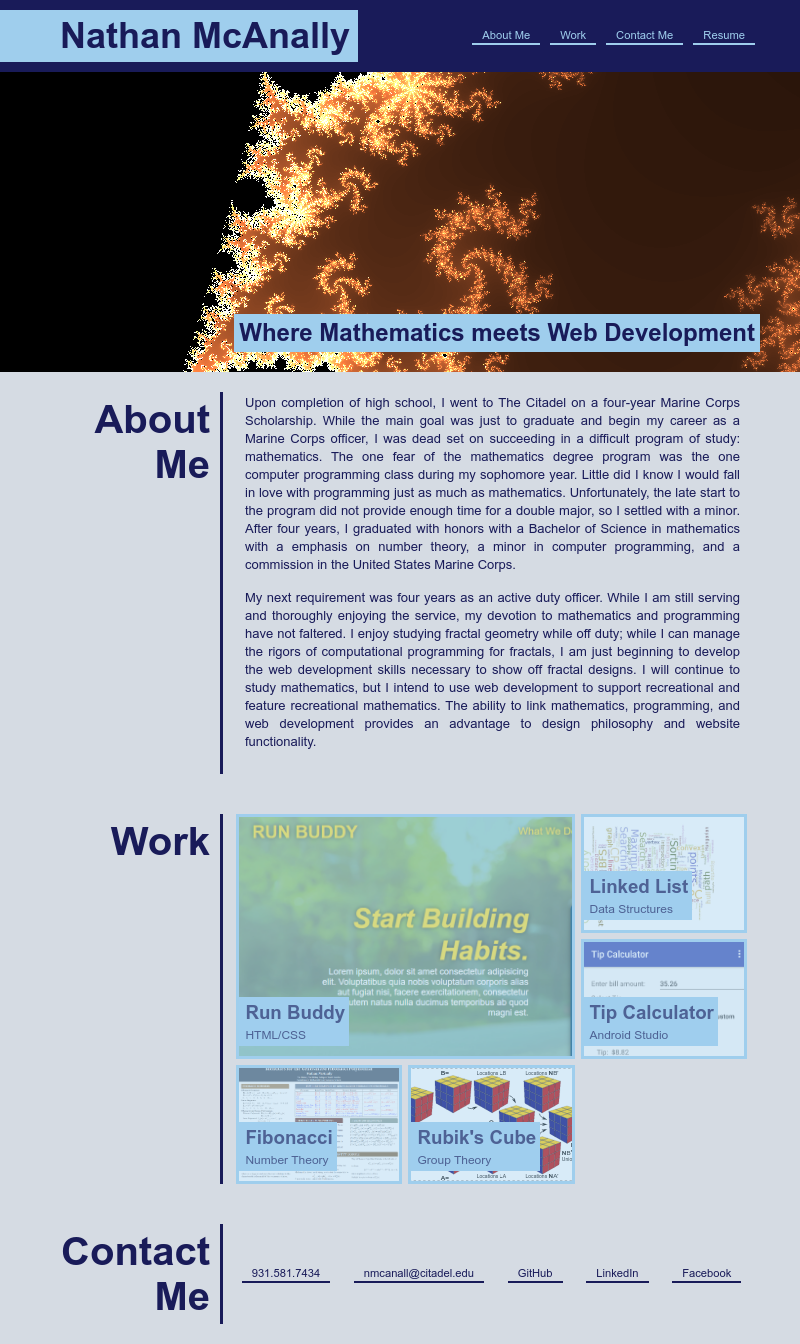 Nathan McAnally
About Me
Work
Contact Me
Resume
Where Mathematics meets Web Development
About
Me
Upon completion of high school, I went to The Citadel on a four-year Marine Corps
Scholarship. While the main goal was just to graduate and begin my career as a
Marine Corps officer, I was dead set on succeeding in a difficult program of study:
mathematics. The one fear of the mathematics degree program was the one
computer programming class during my sophomore year. Little did I know I would fall
in love with programming just as much as mathematics. Unfortunately, the late start to
the program did not provide enough time for a double major, so I settled with a minor.
After four years, I graduated with honors with a Bachelor of Science in mathematics
with a emphasis on number theory, a minor in computer programming, and a
commission in the United States Marine Corps.
My next requirement was four years as an active duty officer. While I am still serving
and thoroughly enjoying the service, my devotion to mathematics and programming
have not faltered. I enjoy studying fractal geometry while off duty; while I can manage
the rigors of computational programming for fractals, I am just beginning to develop
the web development skills necessary to show off fractal designs. I will continue to
study mathematics, but I intend to use web development to support recreational and
feature recreational mathematics. The ability to link mathematics, programming, and
web development provides an advantage to design philosophy and website
functionality.
Work
RUN BUDDY
What We D
Start Building
Habits.
Lorem ipsum, dolor sit amet consectetur adipisicing
elit. Voluptatibus quia nobis voluptatum corporis alias
aut fugiat nisi, facere exercitationem, consectetur
utem natus nulla ducimus temporibus ab quod
magni est.
Run Buddy
HTML/CSS
Linked List
Data Structures
Tip Calculator
Enter bill amount: 35.26
Tip Calculator
Android Studio
Tip: $8.82
Fibonacci
Number Theory
B=
Locations LB
Locations NB'
Rubik's Cube
Group Theory
A=
Locations LA
Locations NA'
Contact
Me
931.581.7434
nmcanall@citadel.edu
GitHub
LinkedIn
Facebook